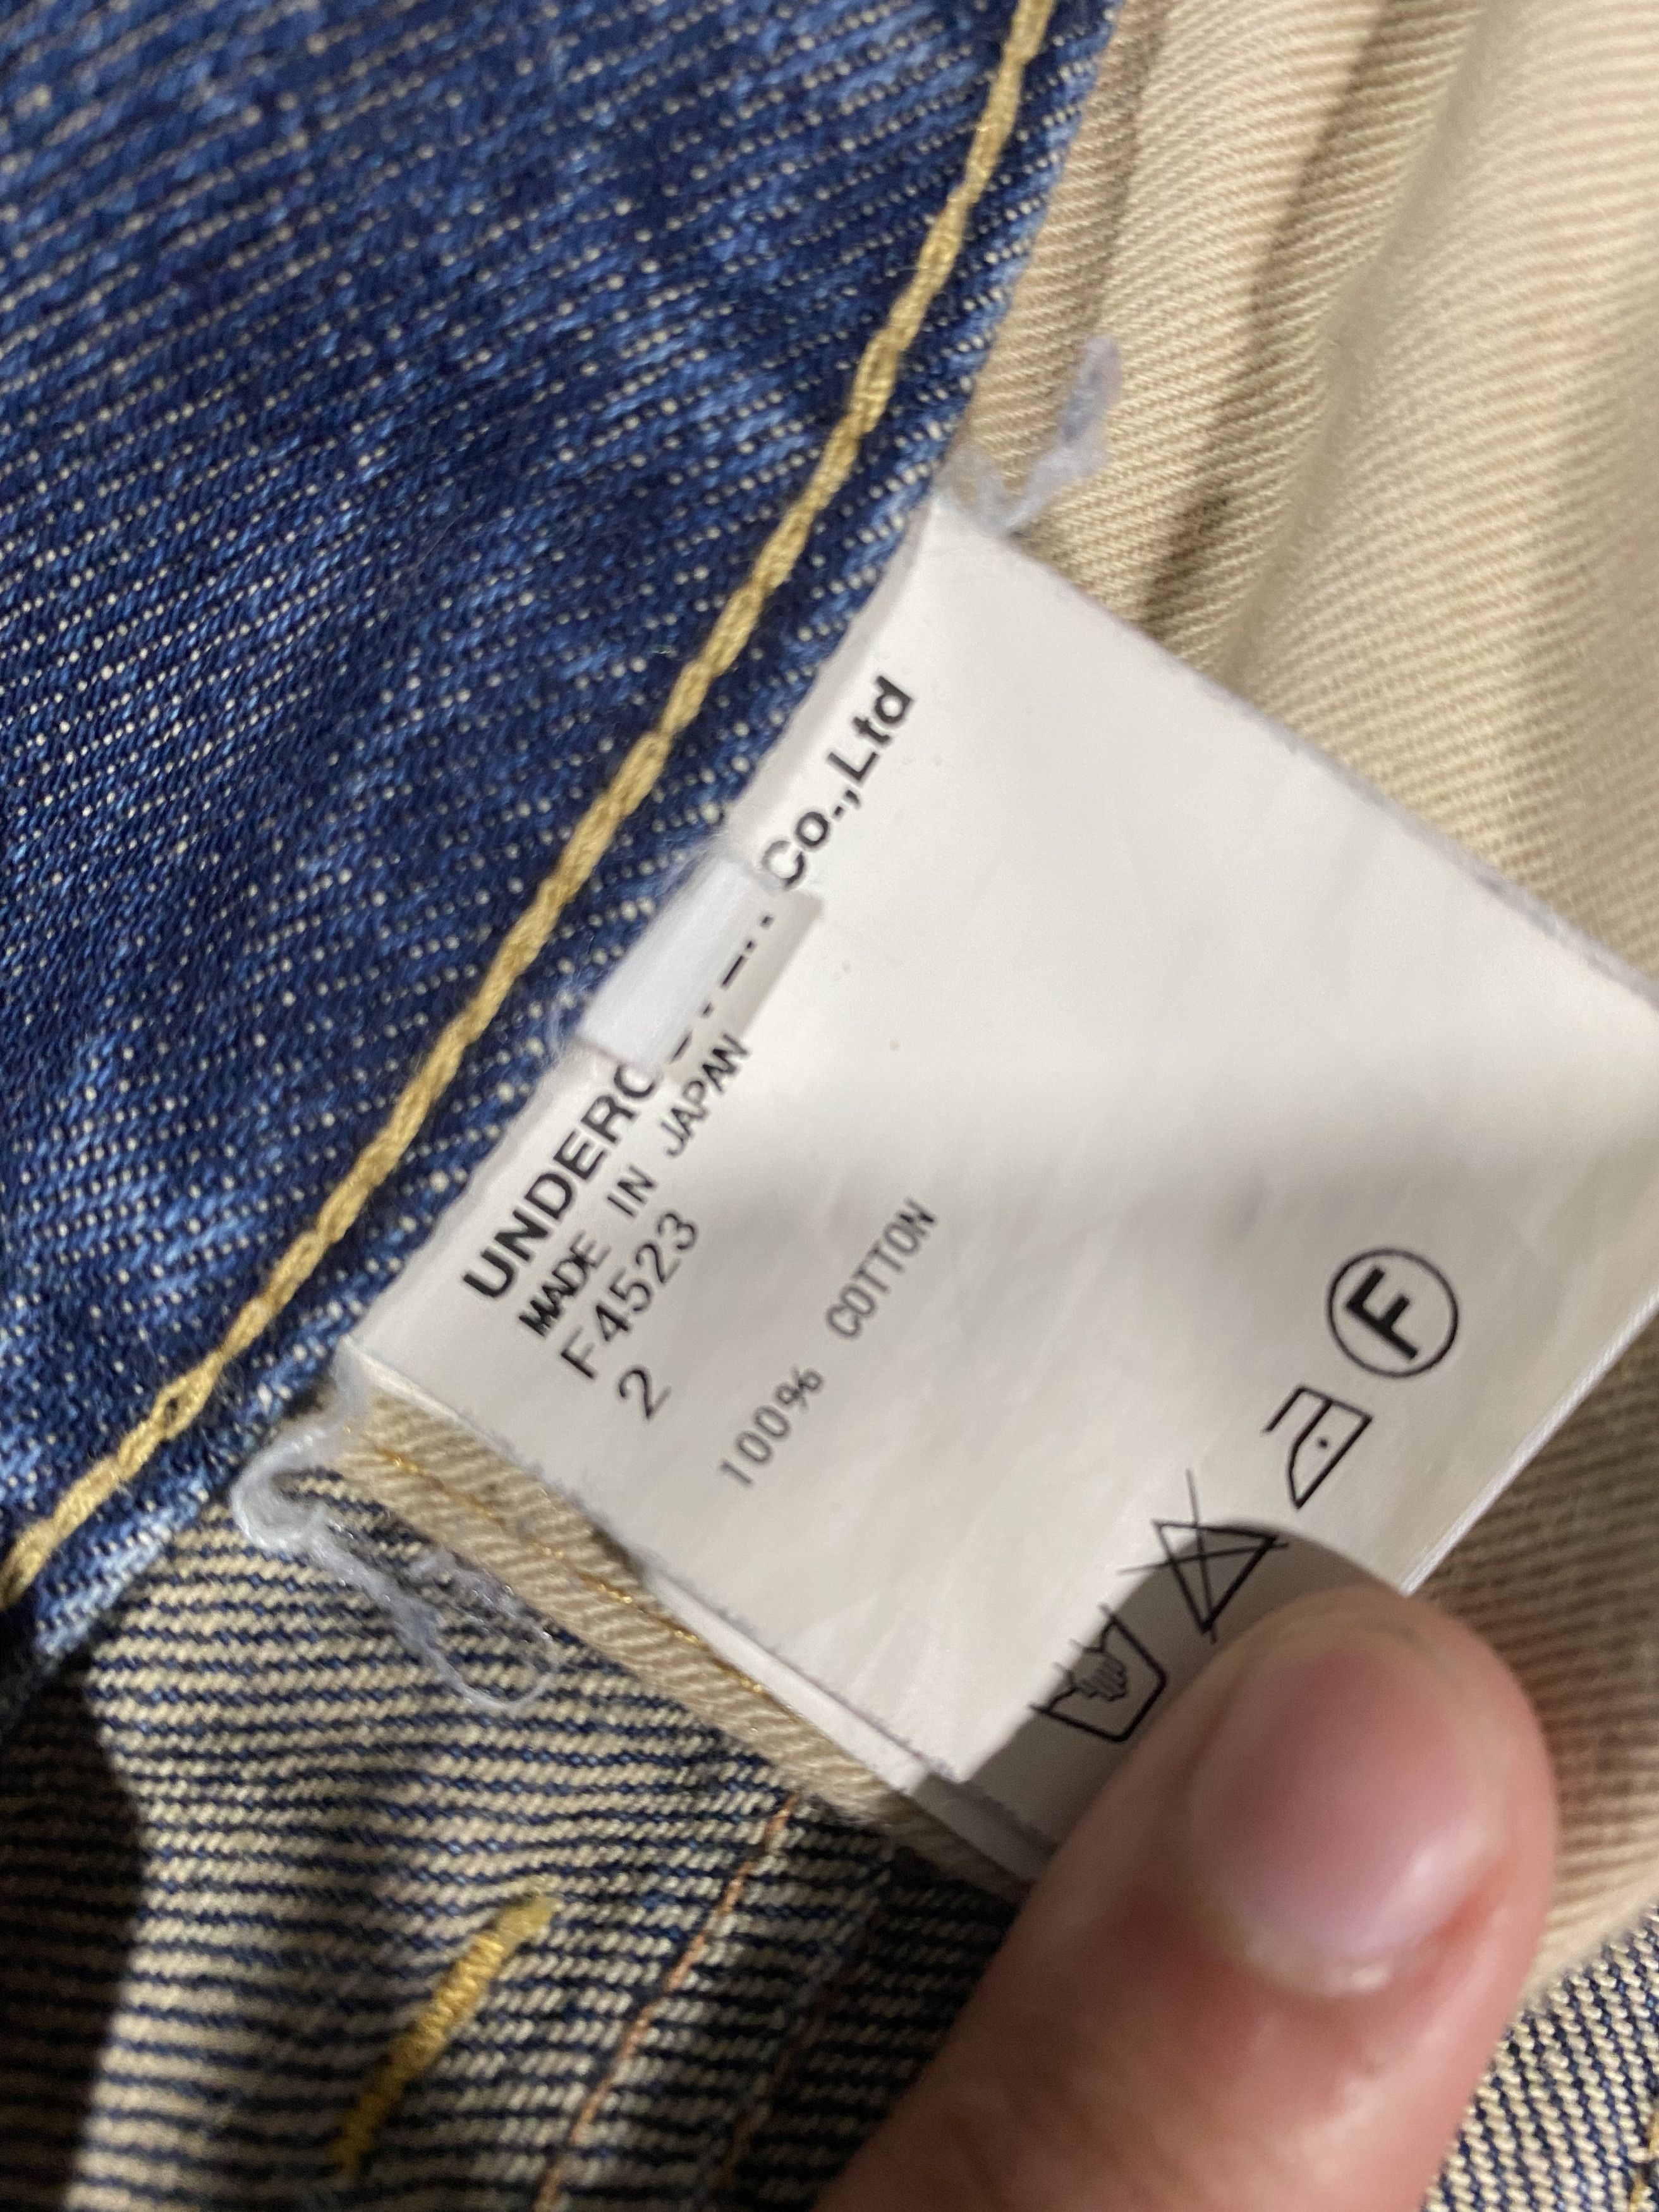 UNDERC Co.,Ltd
MADE IN JAPAN
F4523
2
100% COTTON
F